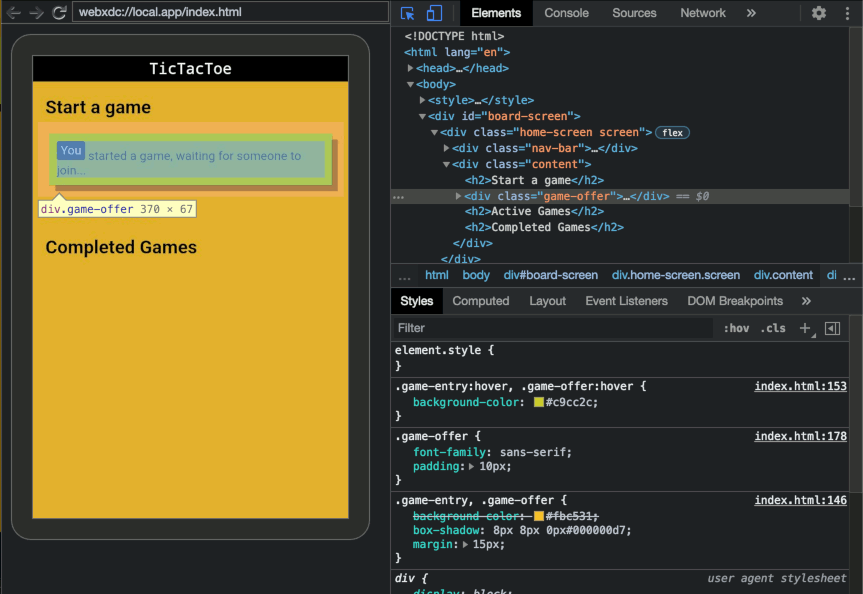 webxdc://local.app/index.html
TicTacToe
Start a game
You started a game, waiting for someone to
join...
div.game-offer 370 × 67
Completed Games
Elements Console Sources Network »
<!DOCTYPE html>
<html lang="en">
<head>…</head>
<body>
<style>…</style>
<div id="board-screen">
<div class="home-screen screen"> flex
<div class="nav-bar">…</div>
<div class="content">
<h2>Start a game</h2>
… <div class="game-offer">…</div> == $0
<h2>Active Games</h2>
<h2>Completed Games</h2>
</div>
</div>
… html body div#board-screen div.home-screen.screen div.content di …
Styles Computed Layout Event Listeners DOM Breakpoints »
Filter :hov .cls +
element.style {
}
.game-entry:hover, .game-offer:hover { index.html:153
background-color: #c9cc2c;
}
.game-offer { index.html:178
font-family: sans-serif;
padding: 10px;
}
.game-entry, .game-offer { index.html:146
background-color: #fbc531;
box-shadow: 8px 8px 0px#000000d7;
margin: 15px;
}
div { user agent stylesheet
display: block;